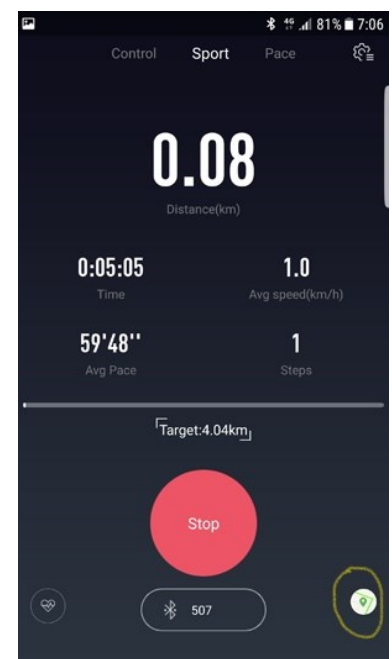 4G 81% 7:06
Control Sport Pace
0.08
Distance(km)
0:05:05 1.0
Time Avg speed(km/h)
59'48'' 1
Avg Pace Steps
Target:4.04km
Stop
507